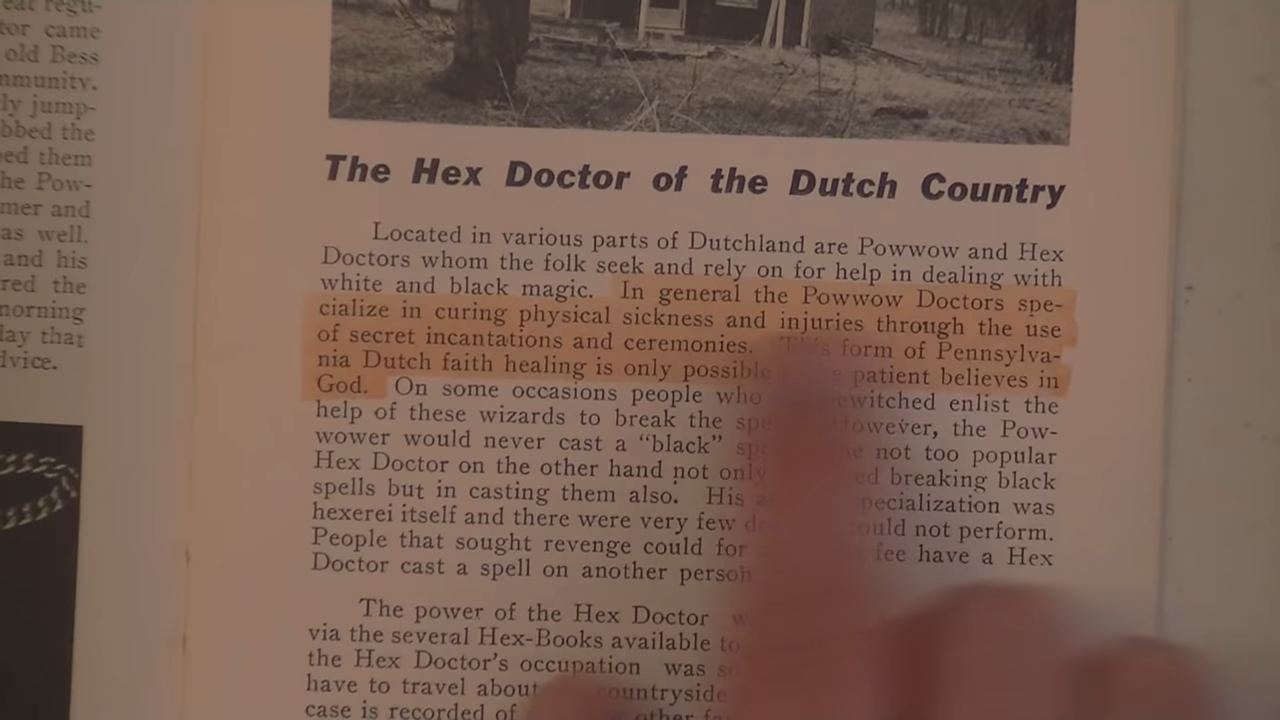 eat regu-
tor came
old Bess
mmunity.
ly jump-
bbed the
ed them
he Pow-
mer and
as well.
and his
red the
morning
lay that
dvice.
The Hex Doctor of the Dutch Country
Located in various parts of Dutchland are Powwow and Hex
Doctors whom the folk seek and rely on for help in dealing with
white and black magic. In general the Powwow Doctors spe-
cialize in curing physical sickness and injuries through the use
of secret incantations and ceremonies. This form of Pennsylva-
nia Dutch faith healing is only possible patient believes in
God. On some occasions people who bewitched enlist the
help of these wizards to break the However, the Pow-
wower would never cast a "black" not too popular
Hex Doctor on the other hand not only breaking black
spells but in casting them also. His specialization was
hexerei itself and there were very few could not perform.
People that sought revenge could for fee have a Hex
Doctor cast a spell on another person
The power of the Hex Doctor
via the several Hex-Books available to
the Hex Doctor's occupation was
have to travel about countryside
case is recorded of other